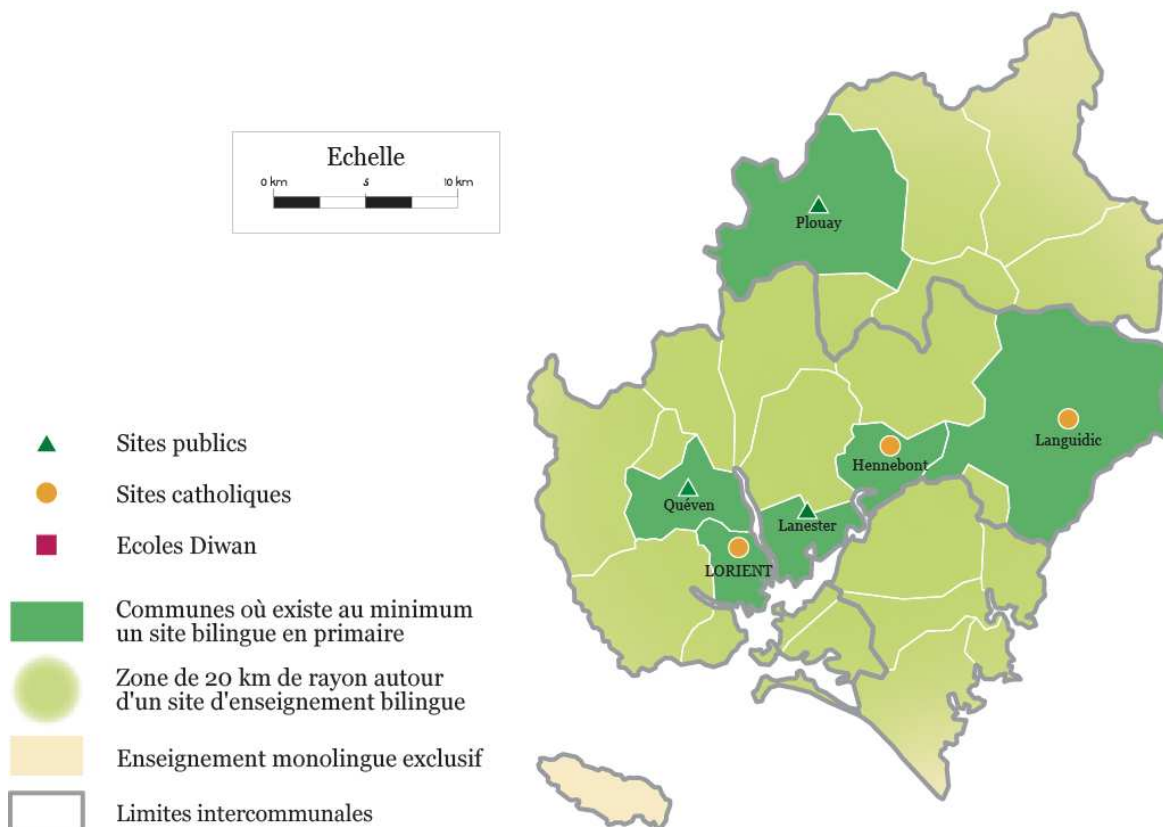 Echelle
0 km 5 10 km
Plouay
Languidic
Hennebont
Quéven
Lanester
LORIENT
Sites publics
Sites catholiques
Ecoles Diwan
Communes où existe au minimum
un site bilingue en primaire
Zone de 20 km de rayon autour
d'un site d'enseignement bilingue
Enseignement monolingue exclusif
Limites intercommunales